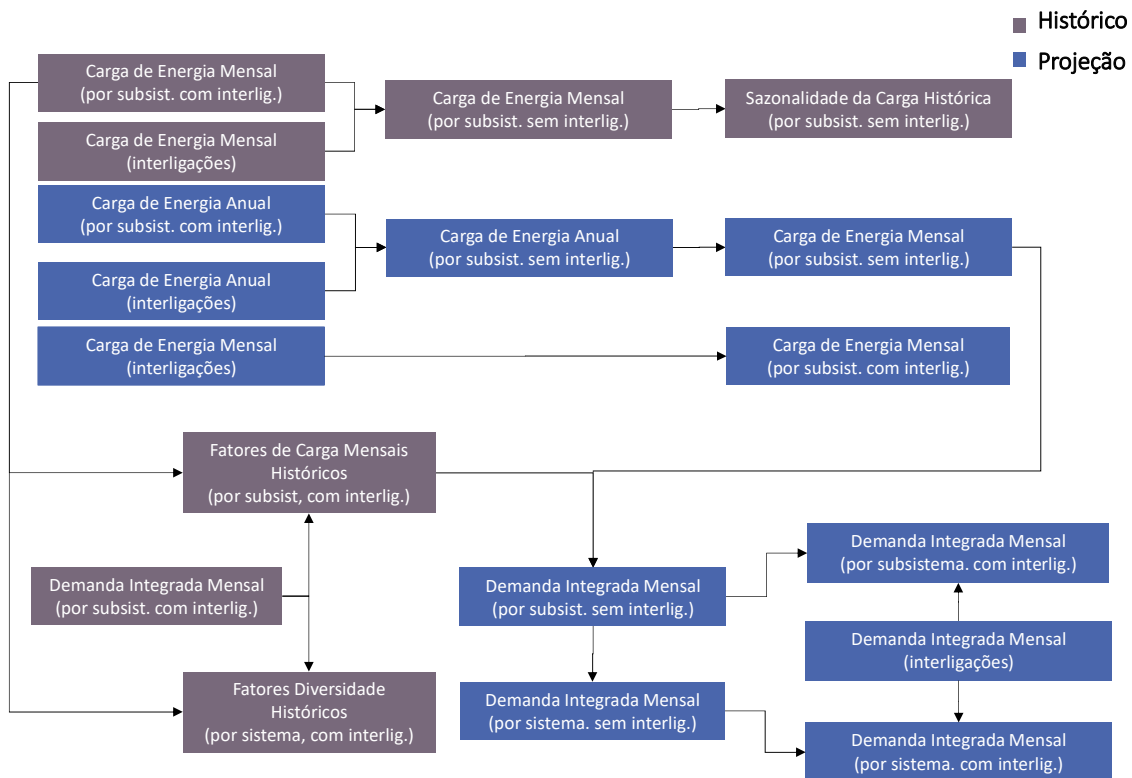 Histórico
Projeção
Carga de Energia Mensal
(por subsist. com interlig.)
Carga de Energia Mensal
(por subsist. sem interlig.)
Sazonalidade da Carga Histórica
(por subsist. sem interlig.)
Carga de Energia Mensal
(interligações)
Carga de Energia Anual
(por subsist. com interlig.)
Carga de Energia Anual
(por subsist. sem interlig.)
Carga de Energia Mensal
(por subsist. sem interlig.)
Carga de Energia Anual
(interligações)
Carga de Energia Mensal
(interligações)
Carga de Energia Mensal
(por subsist. com interlig.)
Fatores de Carga Mensais
Históricos
(por subsist, com interlig.)
Demanda Integrada Mensal
(por subsistema. com interlig.)
Demanda Integrada Mensal
(por subsist. com interlig.)
Demanda Integrada Mensal
(por subsist. sem interlig.)
Demanda Integrada Mensal
(interligações)
Fatores Diversidade
Históricos
(por sistema, com interlig.)
Demanda Integrada Mensal
(por sistema. sem interlig.)
Demanda Integrada Mensal
(por sistema. com interlig.)